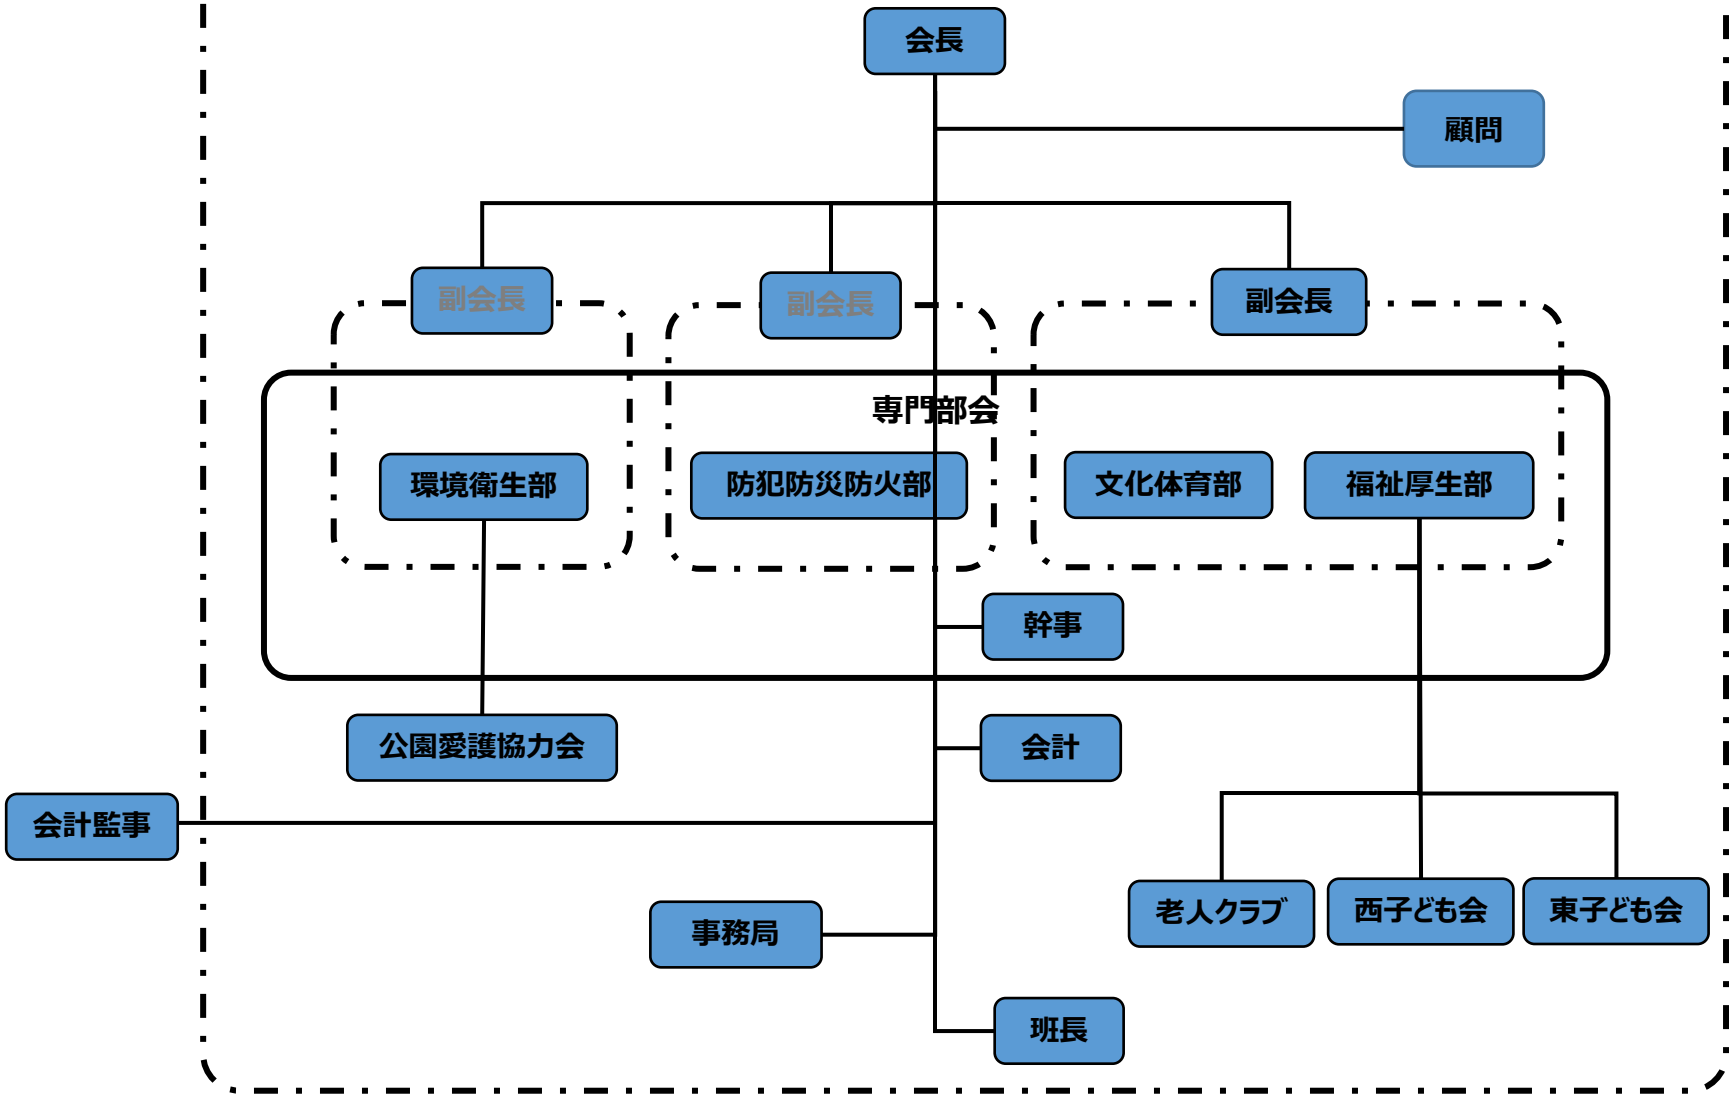 会長
顧問
副会長
副会長
副会長
専門部会
環境衛生部
防犯防災防火部
文化体育部
福祉厚生部
幹事
公園愛護協力会
会計
会計監事
老人クラブ
西子ども会
東子ども会
事務局
班長